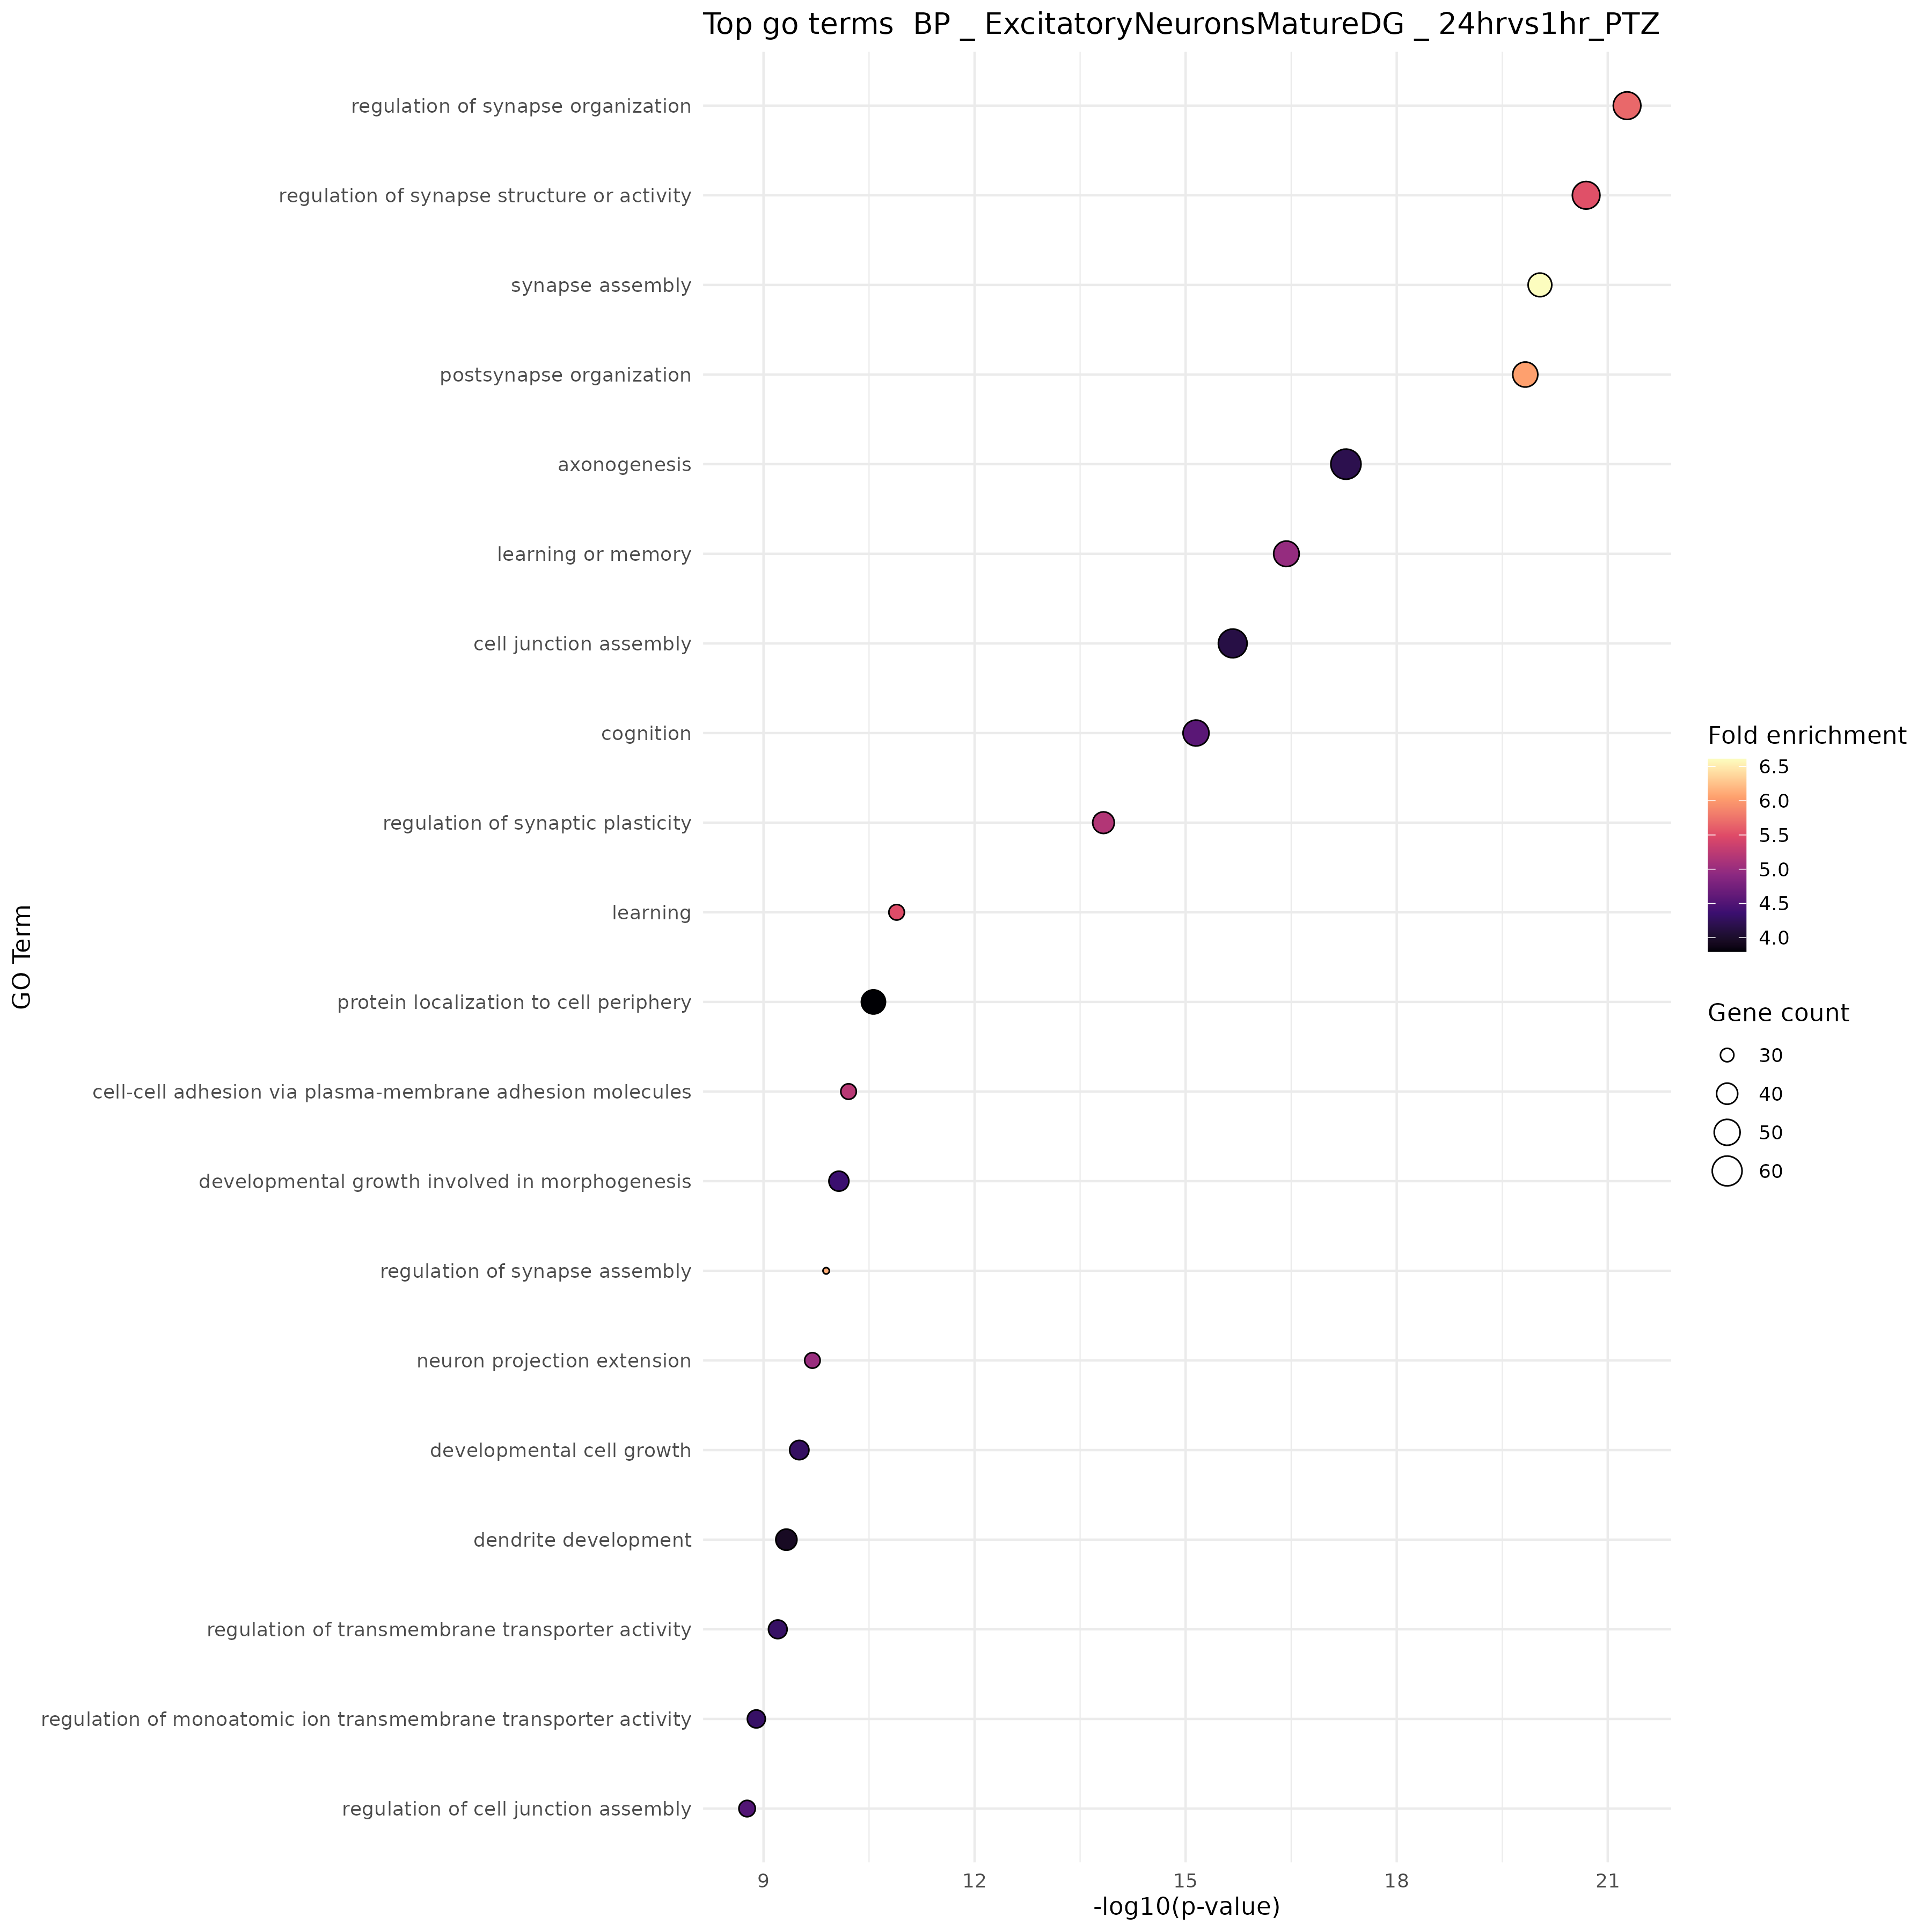 Top go terms  BP _ ExcitatoryNeuronsMatureDG _ 24hrvs1hr_PTZ
GO Term
regulation of synapse organization
regulation of synapse structure or activity
synapse assembly
postsynapse organization
axonogenesis
learning or memory
cell junction assembly
cognition
regulation of synaptic plasticity
learning
protein localization to cell periphery
cell-cell adhesion via plasma-membrane adhesion molecules
developmental growth involved in morphogenesis
regulation of synapse assembly
neuron projection extension
developmental cell growth
dendrite development
regulation of transmembrane transporter activity
regulation of monoatomic ion transmembrane transporter activity
regulation of cell junction assembly
9 12 15 18 21
-log10(p-value)
Fold enrichment
6.5
6.0
5.5
5.0
4.5
4.0
Gene count
30
40
50
60